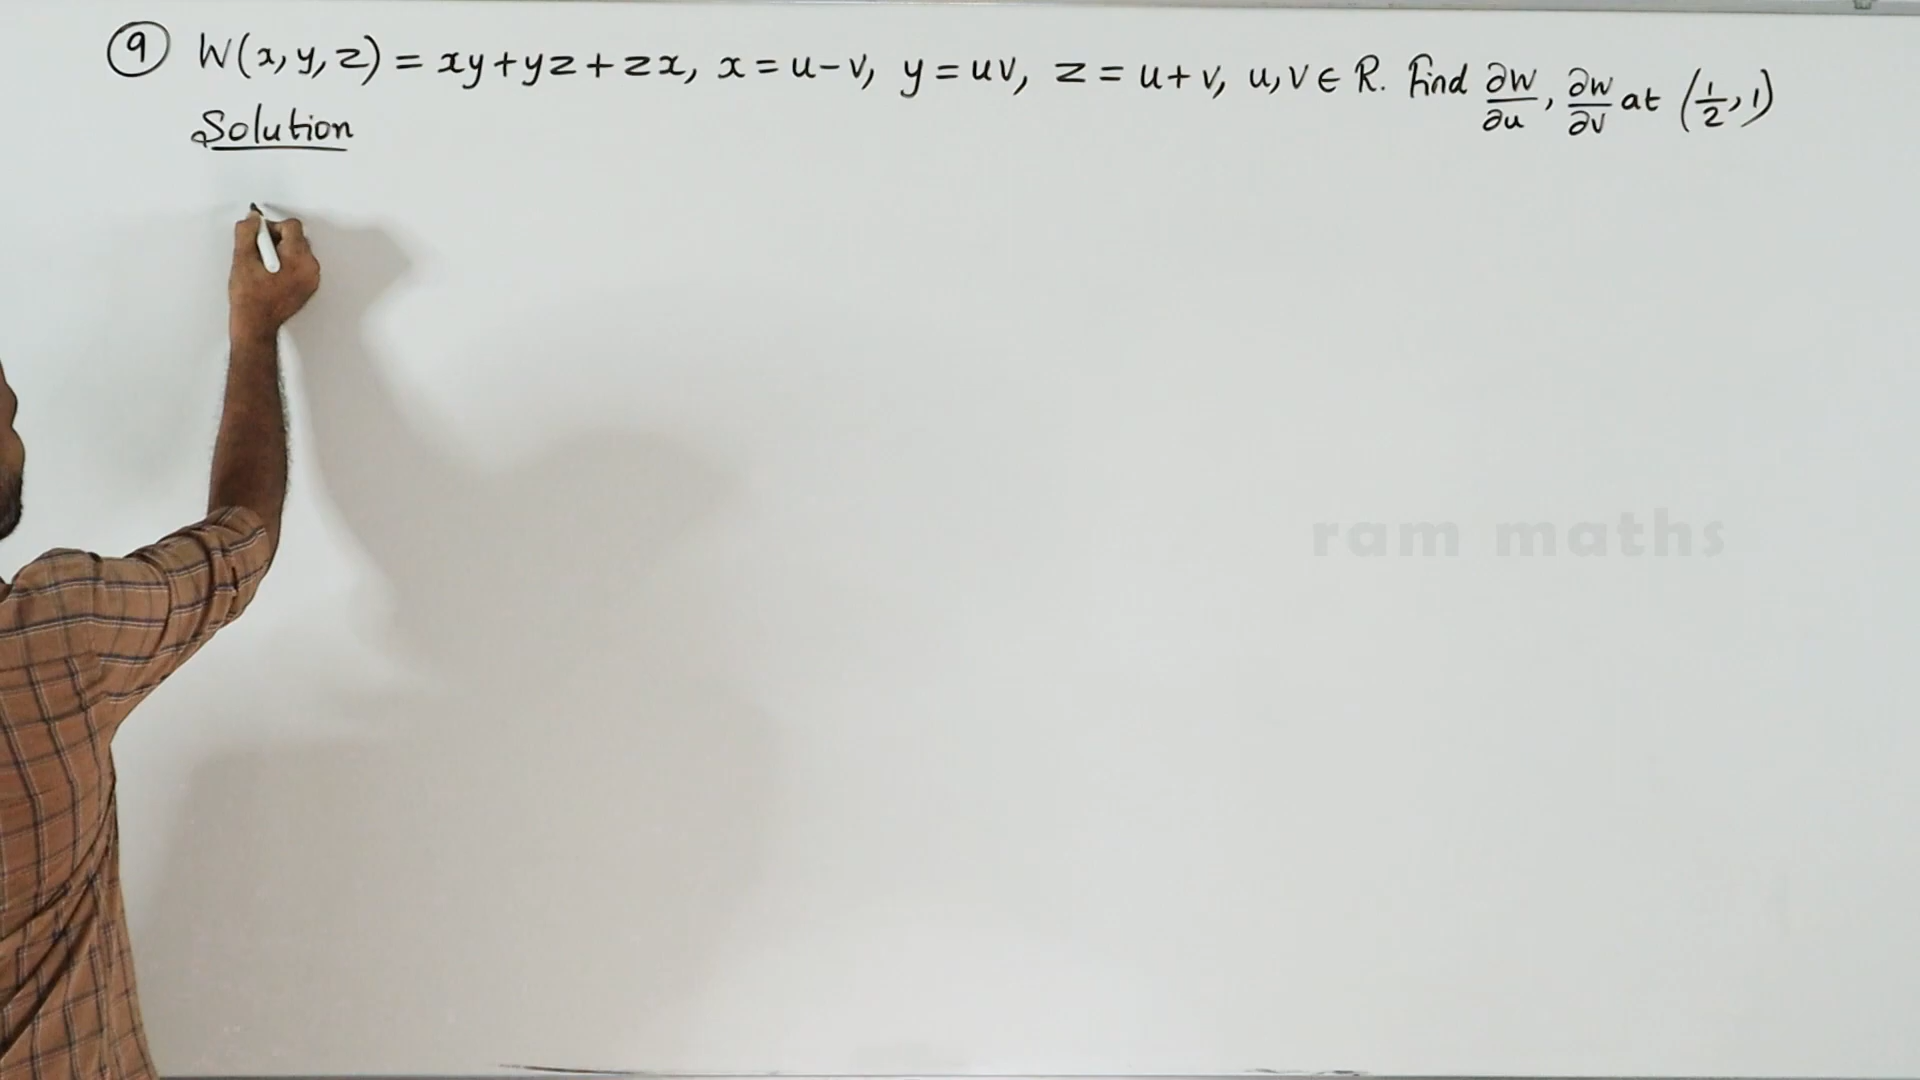 9 W(x, y, z) = xy + yz + zx, x = u - v, y = uv, z = u + v, u, v ∈ R. Find ∂W/∂u, ∂W/∂v at (1/2, 1)
Solution
ram maths